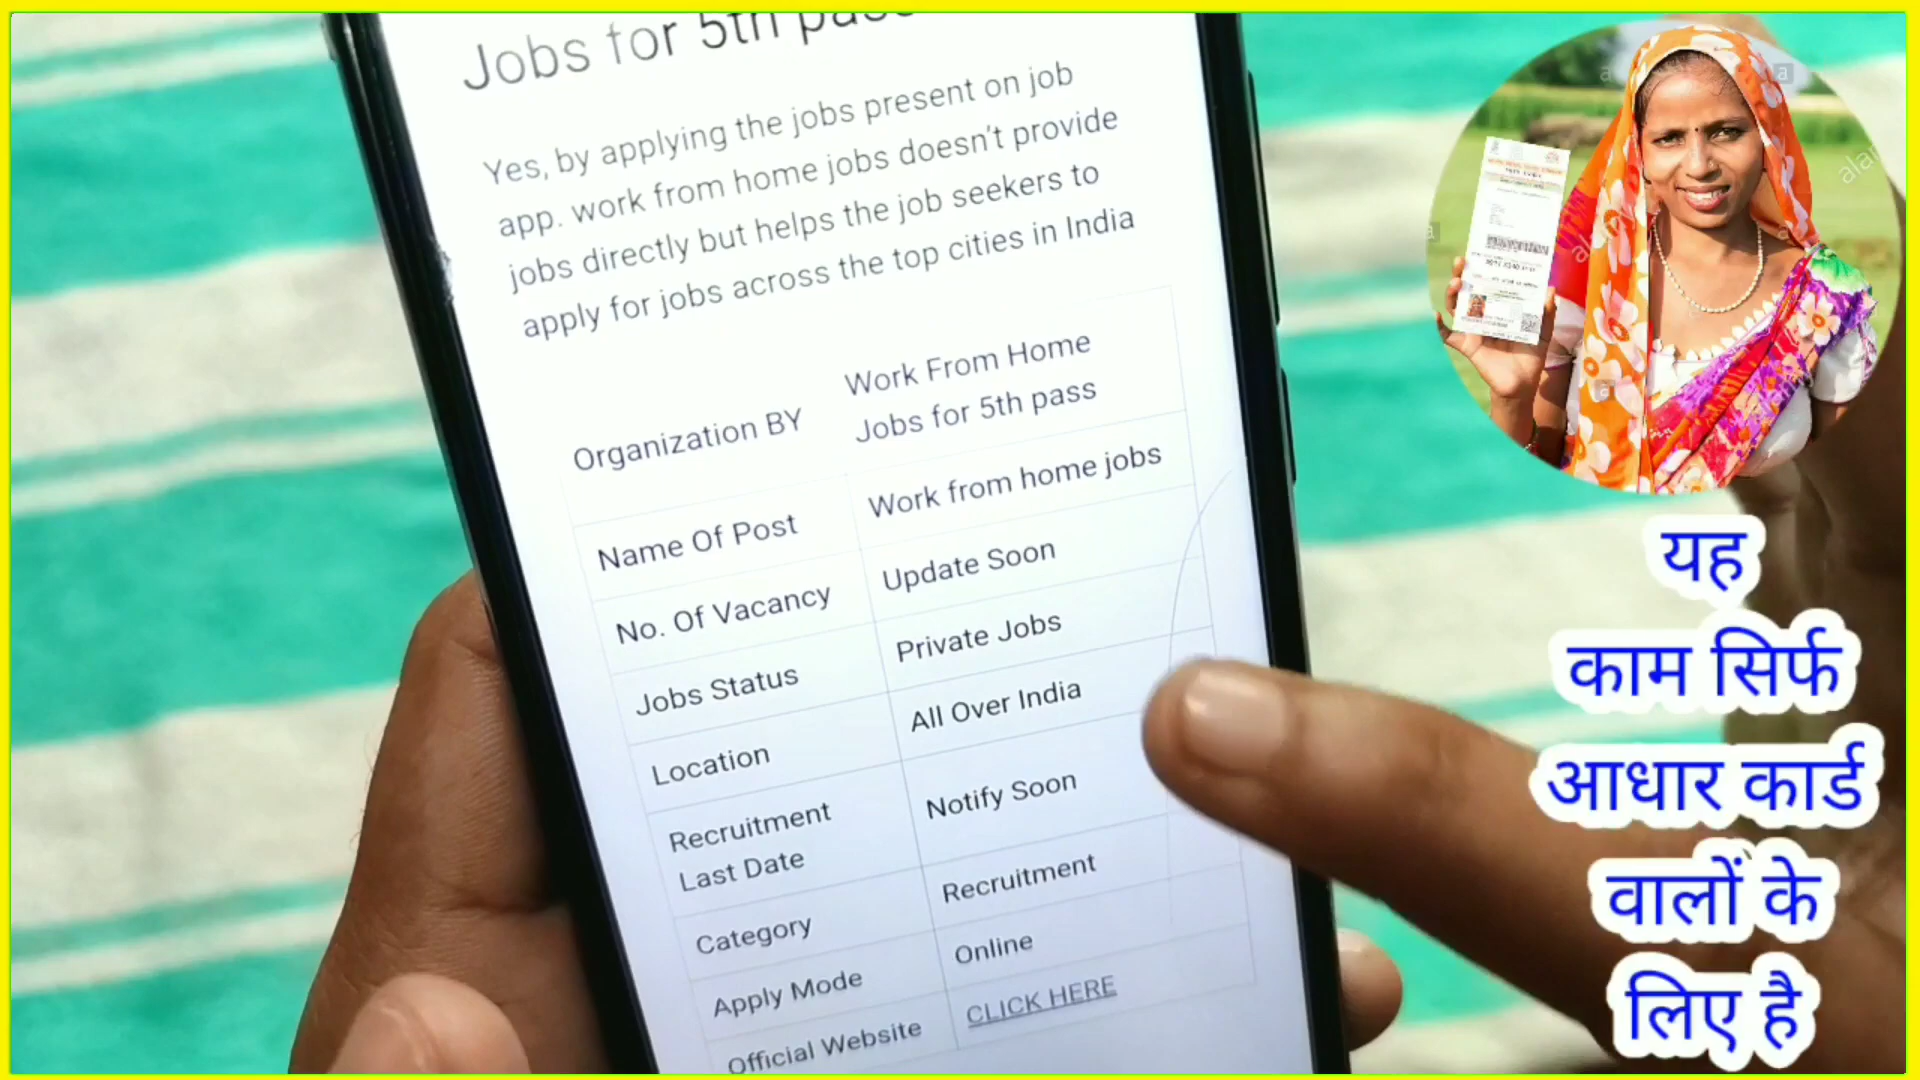 Jobs for 5th pass
Yes, by applying the jobs present on job
app. work from home jobs doesn't provide
jobs directly but helps the job seekers to
apply for jobs across the top cities in India
Organization BY
Work From Home
Jobs for 5th pass
Name Of Post
Work from home jobs
No. Of Vacancy
Update Soon
Jobs Status
Private Jobs
Location
All Over India
Recruitment
Last Date
Notify Soon
Category
Recruitment
Apply Mode
Online
Official Website
CLICK HERE
यह
काम सिर्फ
आधार कार्ड
वालों के
लिए है